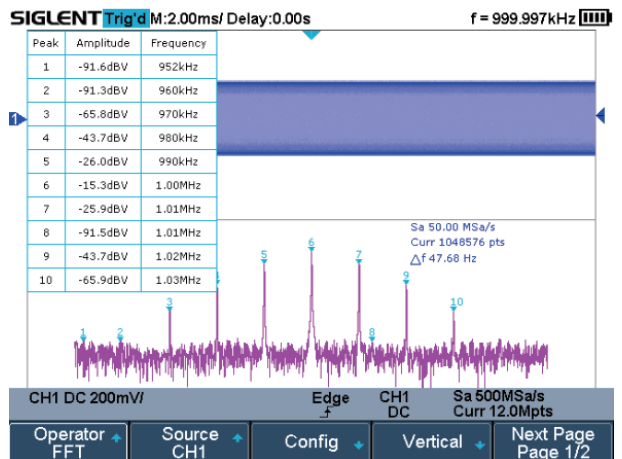 SIGLENT Trig'd M:2.00ms/ Delay:0.00s f = 999.997kHz
Peak Amplitude Frequency
1 -91.6dBV 952kHz
2 -91.3dBV 960kHz
3 -65.8dBV 970kHz
4 -43.7dBV 980kHz
5 -26.0dBV 990kHz
6 -15.3dBV 1.00MHz
7 -25.9dBV 1.01MHz
8 -91.5dBV 1.01MHz
9 -43.7dBV 1.02MHz
10 -65.9dBV 1.03MHz
1
Sa 50.00 MSa/s
Curr 1048576 pts
△f 47.68 Hz
1 2 3 5 6 7 8 9 10
CH1 DC 200mV/ Edge CH1 Sa 500MSa/s
DC Curr 12.0Mpts
Operator Source Config Vertical Next Page
FFT CH1 Page 1/2